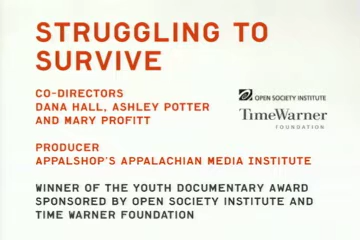 STRUGGLING TO
SURVIVE
CO-DIRECTORS
DANA HALL, ASHLEY POTTER
AND MARY PROFITT
OPEN SOCIETY INSTITUTE
TimeWarner
FOUNDATION
PRODUCER
APPALSHOP'S APPALACHIAN MEDIA INSTITUTE
WINNER OF THE YOUTH DOCUMENTARY AWARD
SPONSORED BY OPEN SOCIETY INSTITUTE AND
TIME WARNER FOUNDATION